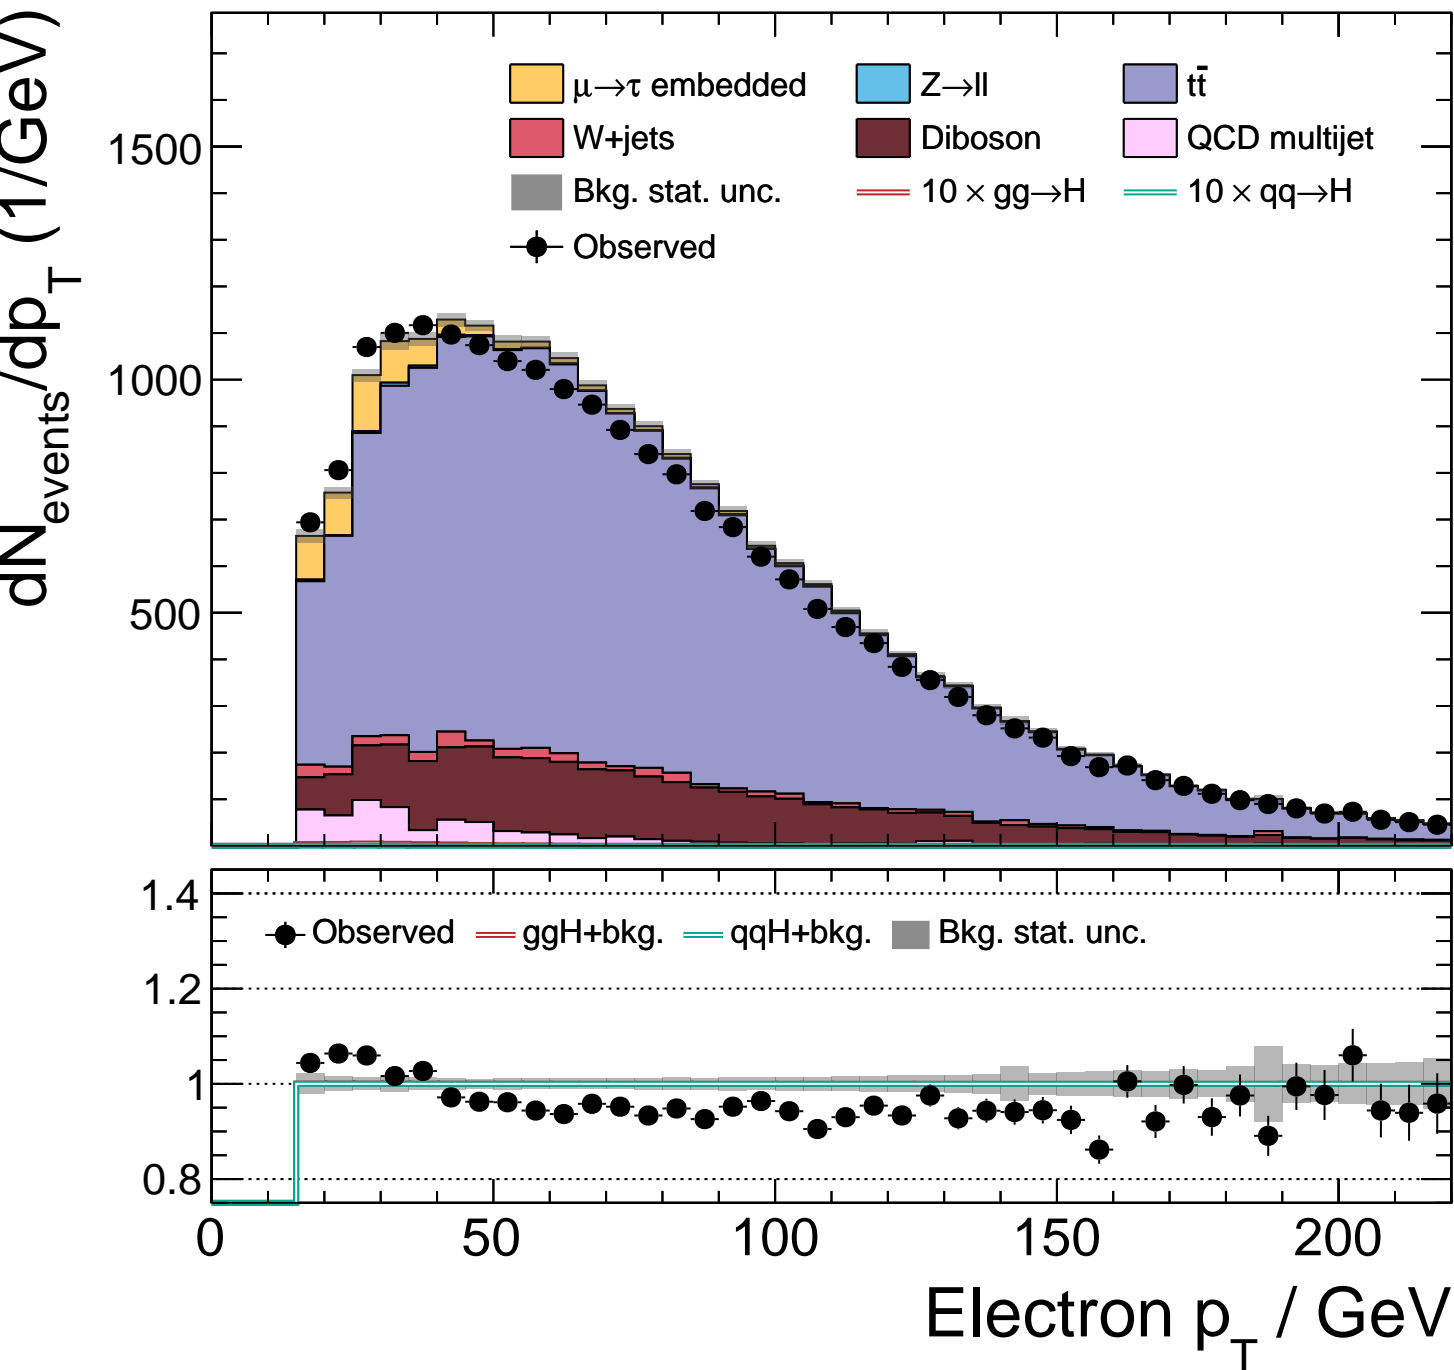 dN_events/dp_T (1/GeV)
1500
1000
500
μ→τ embedded Z→ll tt̄
W+jets Diboson QCD multijet
Bkg. stat. unc. 10 × gg→H 10 × qq→H
Observed
1.4
1.2
1
0.8
Observed ggH+bkg. qqH+bkg. Bkg. stat. unc.
0 50 100 150 200
Electron p_T / GeV